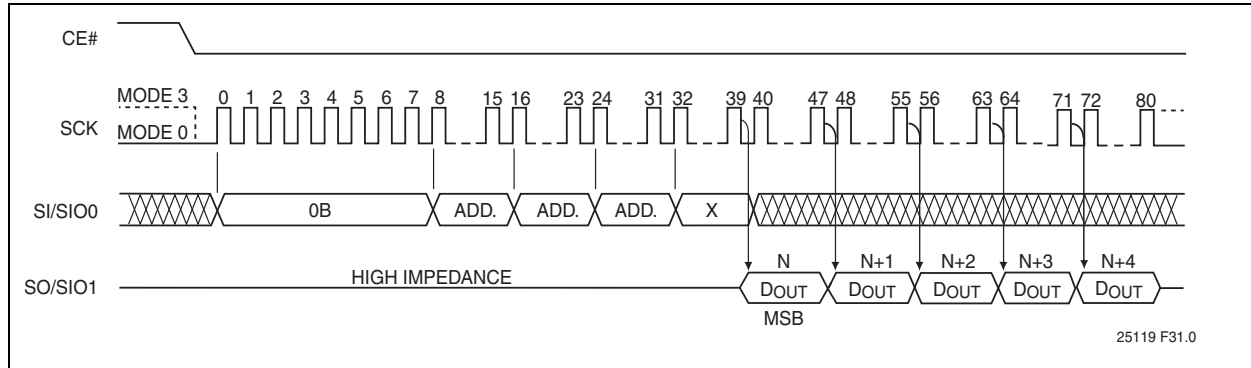 CE#
MODE 3
0 1 2 3 4 5 6 7 8 15 16 23 24 31 32 39 40 47 48 55 56 63 64 71 72 80
SCK
MODE 0
SI/SIO0
0B
ADD.
ADD.
ADD.
X
N
N+1
N+2
N+3
N+4
SO/SIO1
HIGH IMPEDANCE
DOUT
DOUT
DOUT
DOUT
DOUT
MSB
25119 F31.0